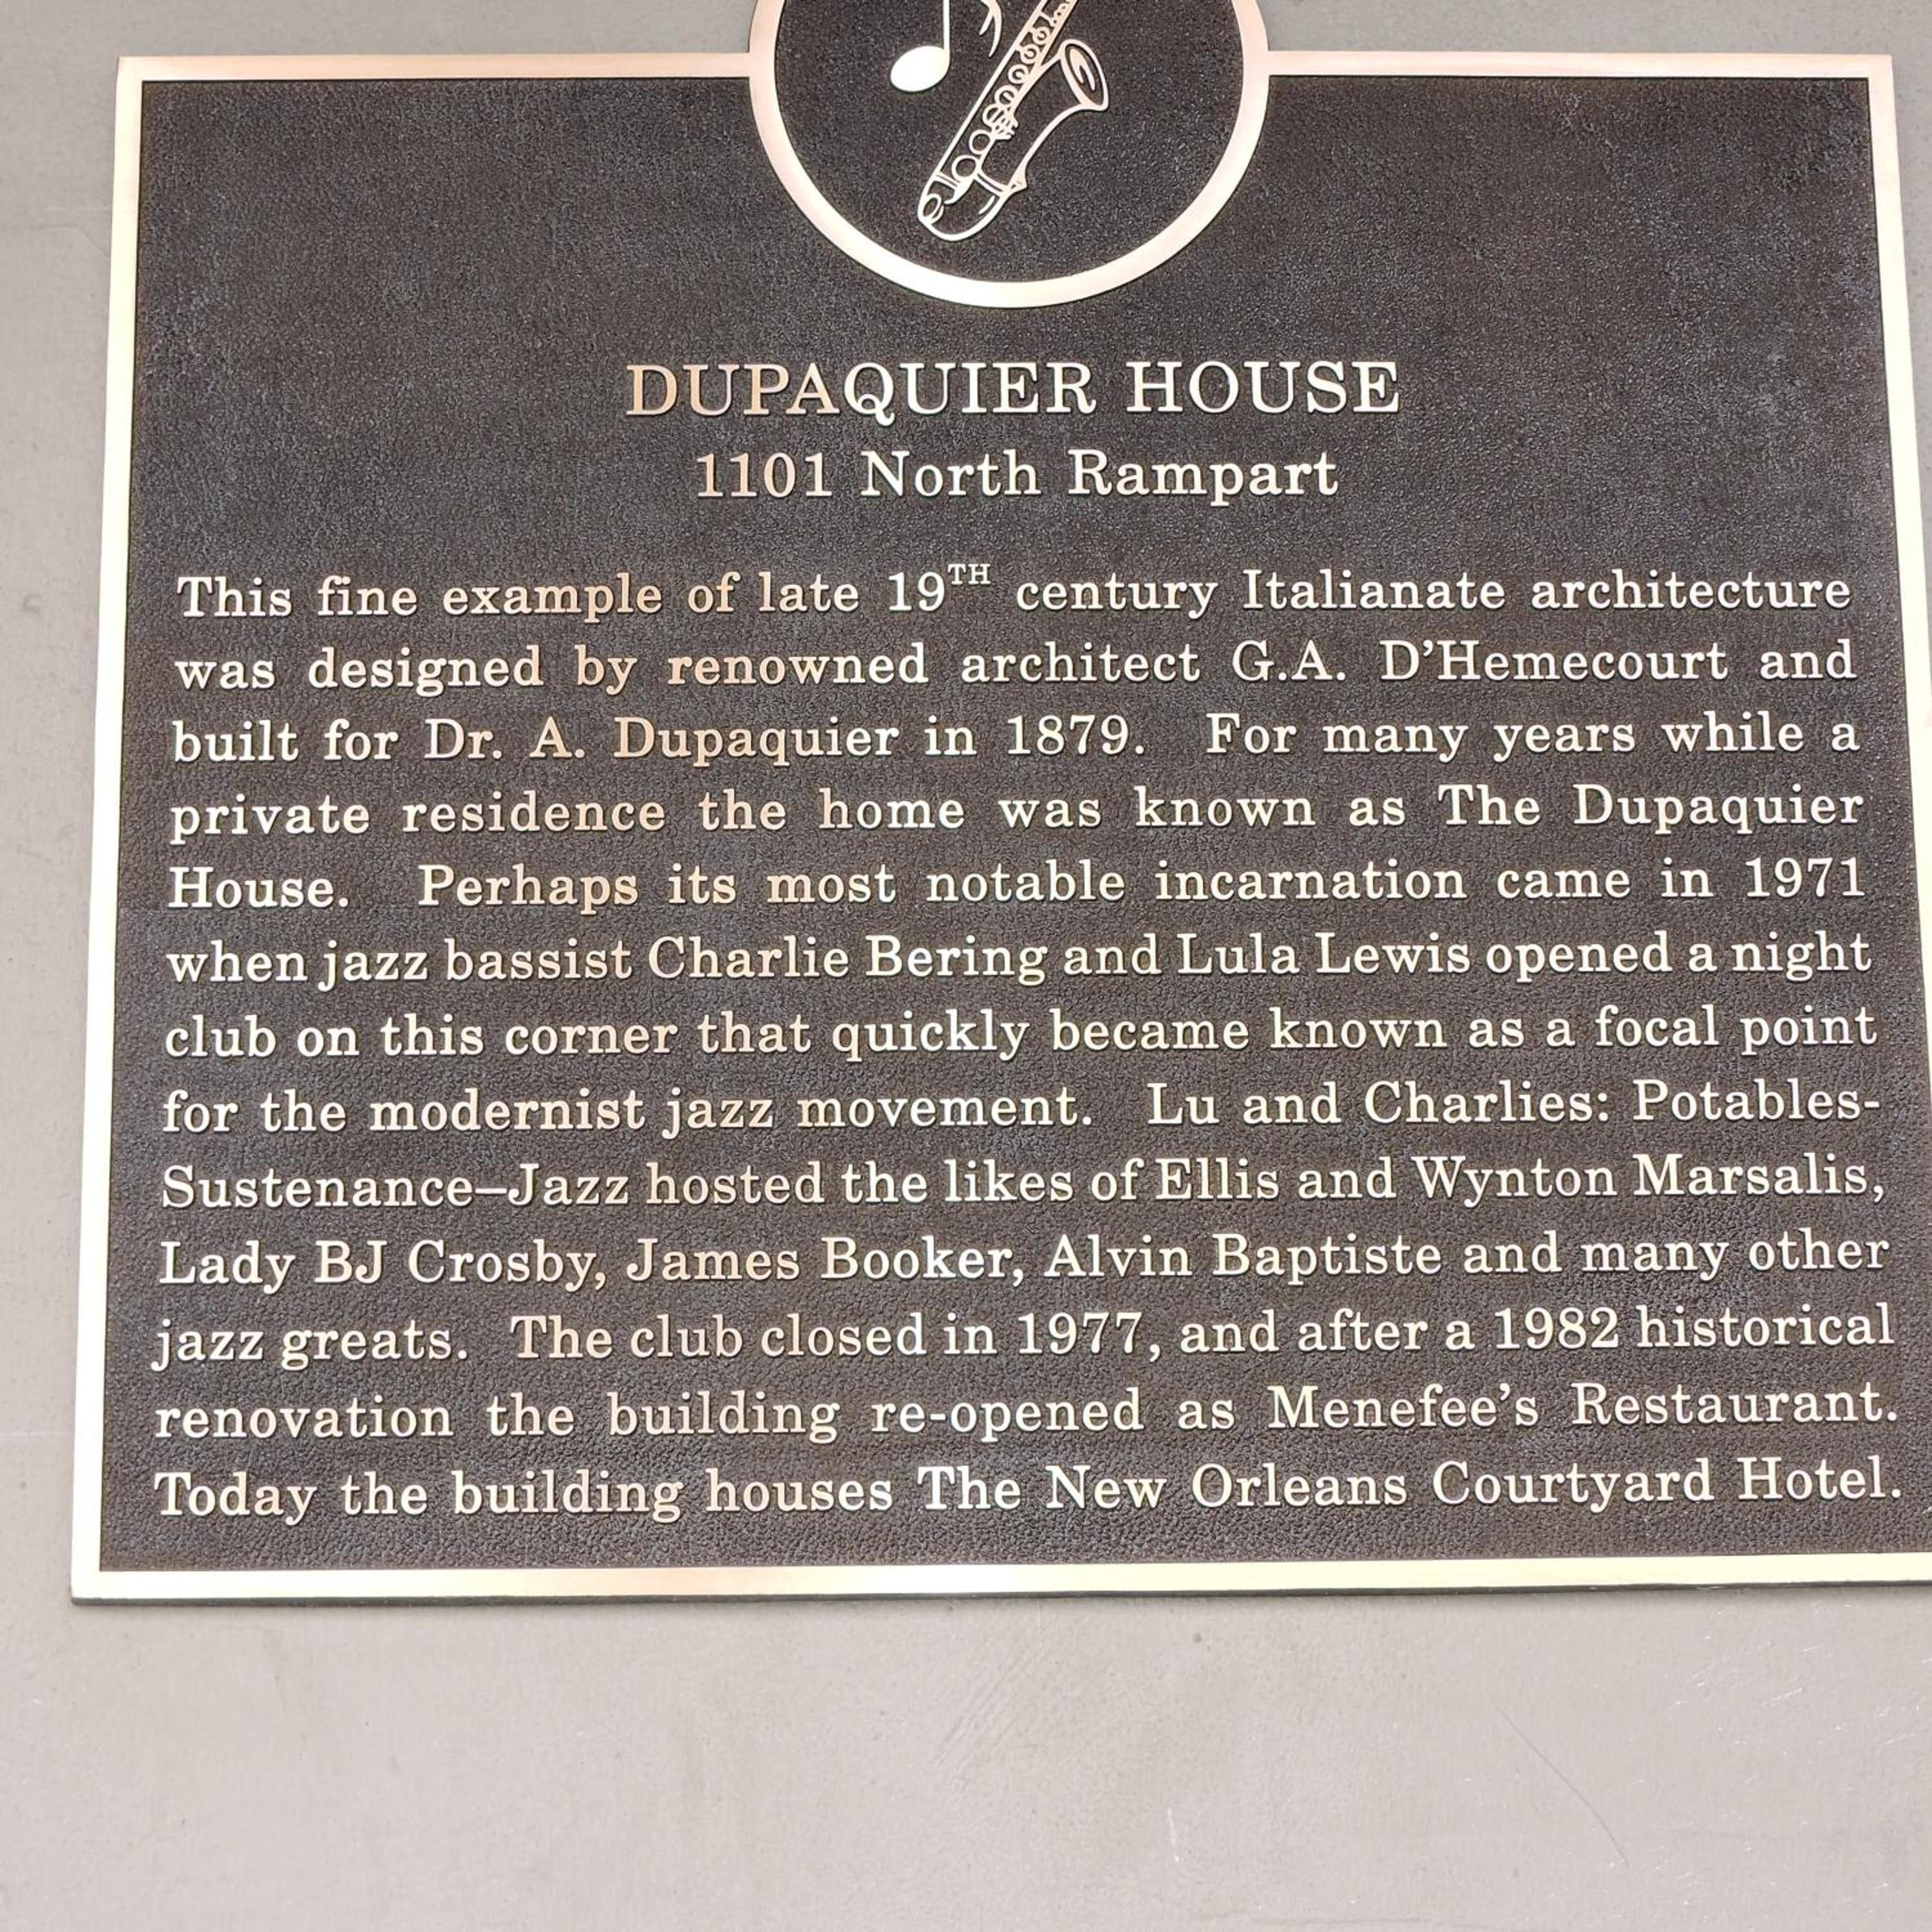 DUPAQUIER HOUSE
1101 North Rampart
This fine example of late 19TH century Italianate architecture
was designed by renowned architect G.A. D'Hemecourt and
built for Dr. A. Dupaquier in 1879. For many years while a
private residence the home was known as The Dupaquier
House. Perhaps its most notable incarnation came in 1971
when jazz bassist Charlie Bering and Lula Lewis opened a night
club on this corner that quickly became known as a focal point
for the modernist jazz movement. Lu and Charlies: Potables-
Sustenance–Jazz hosted the likes of Ellis and Wynton Marsalis,
Lady BJ Crosby, James Booker, Alvin Baptiste and many other
jazz greats. The club closed in 1977, and after a 1982 historical
renovation the building re-opened as Menefee's Restaurant.
Today the building houses The New Orleans Courtyard Hotel.